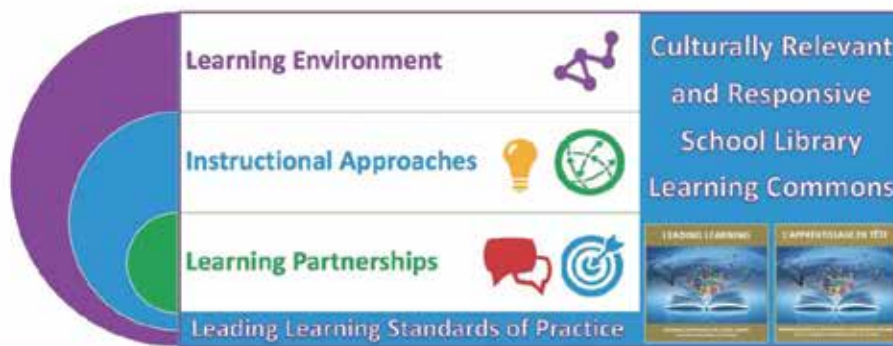 Learning Environment
Instructional Approaches
Learning Partnerships
Leading Learning Standards of Practice
Culturally Relevant
and Responsive
School Library
Learning Commons
LEADING LEARNING
L'APPRENTISSAGE EN TÊTE